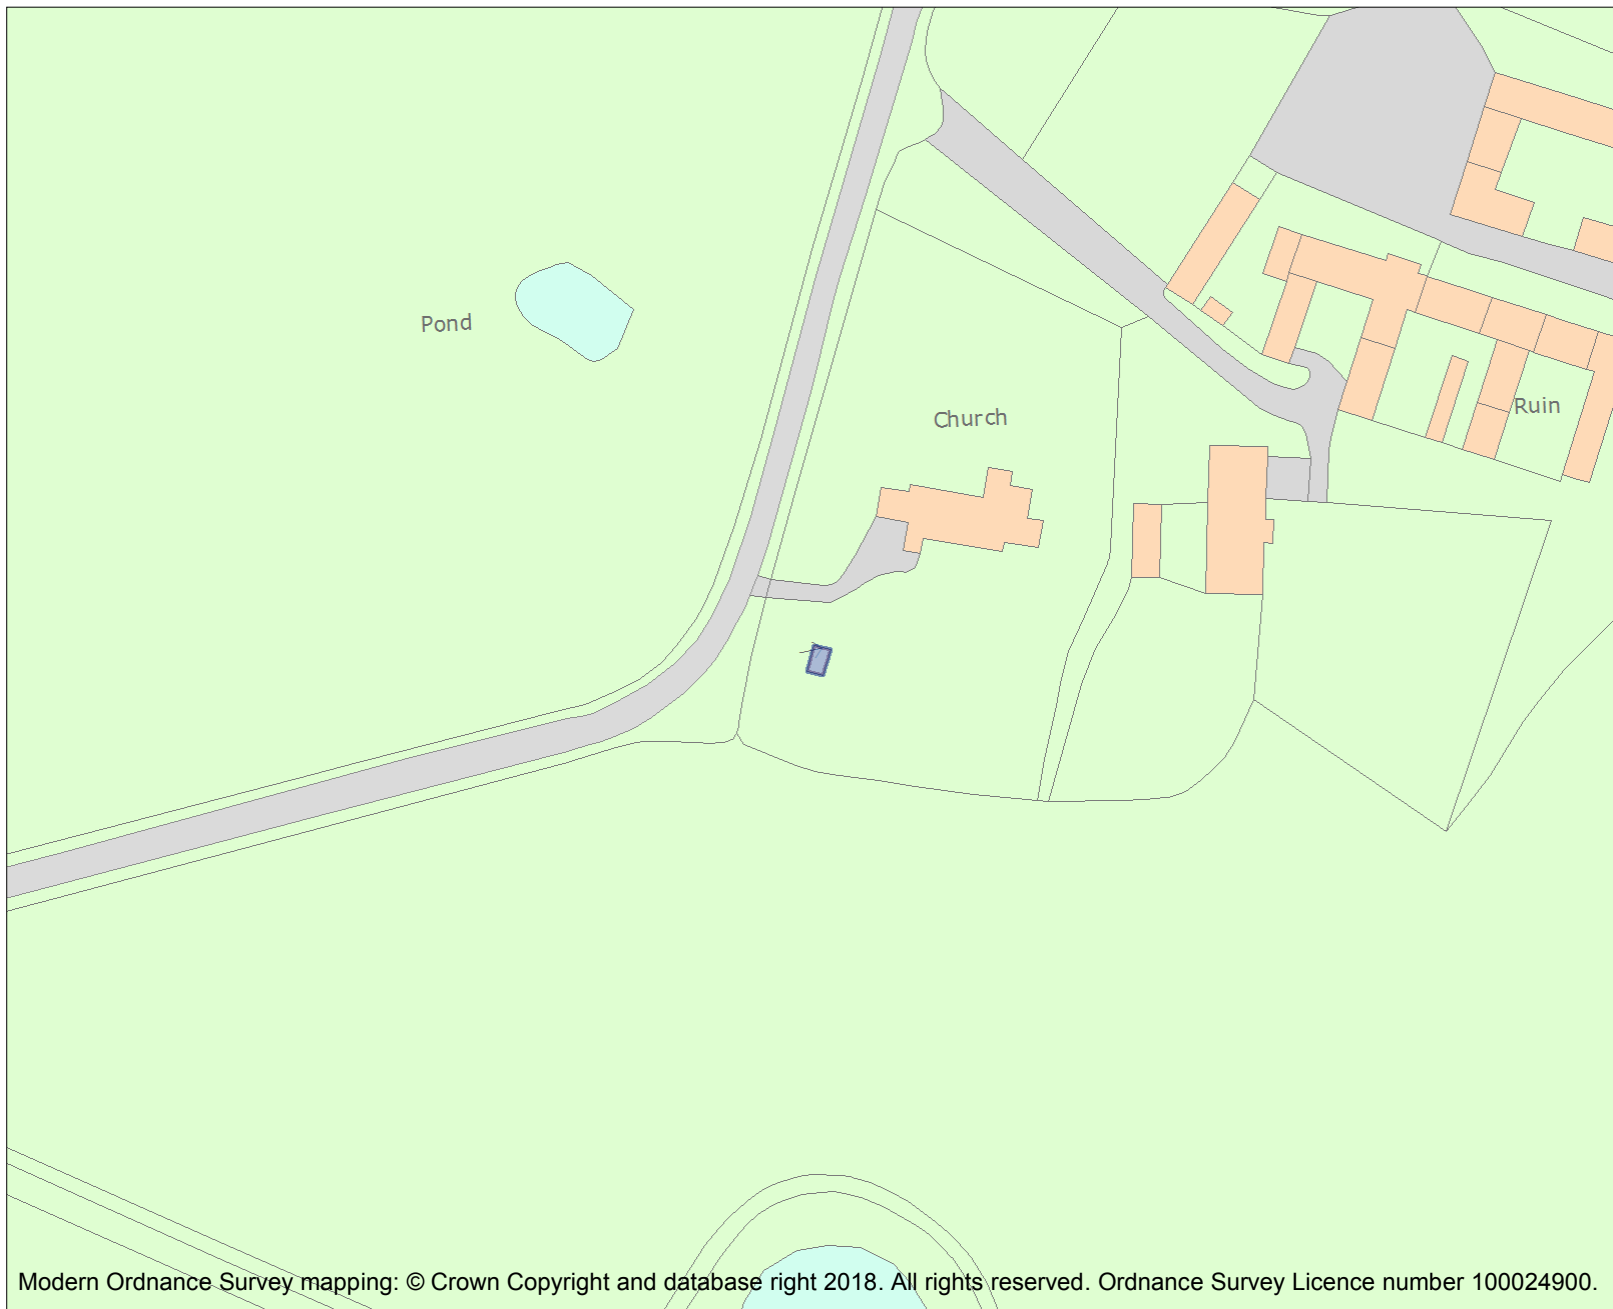 Pond
Church
Ruin
Modern Ordnance Survey mapping: © Crown Copyright and database right 2018. All rights reserved. Ordnance Survey Licence number 100024900.